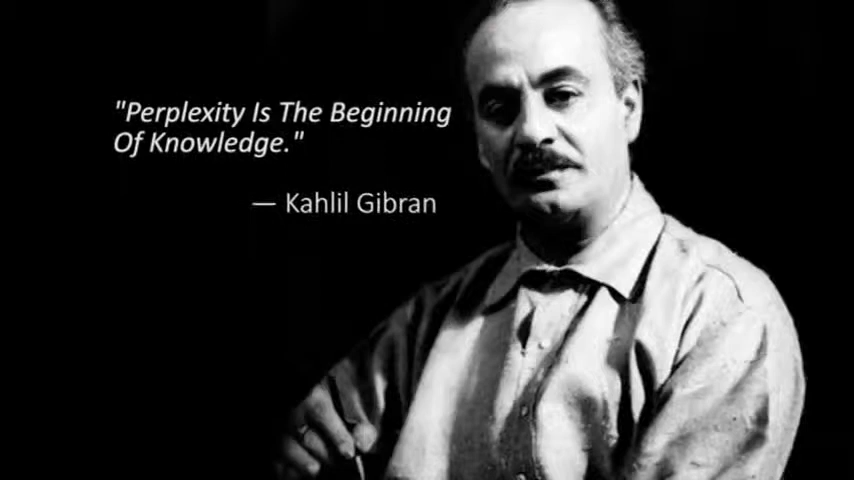 "Perplexity Is The Beginning
Of Knowledge."
— Kahlil Gibran